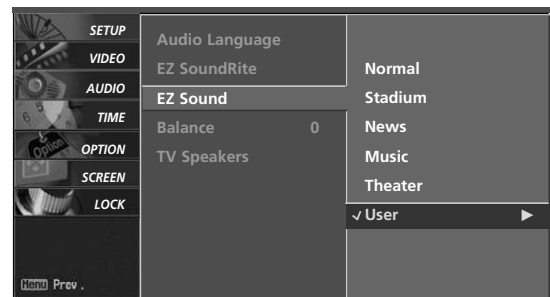 SETUP
VIDEO
AUDIO
TIME
OPTION
SCREEN
LOCK
Option
Menu Prev.
Audio Language
EZ SoundRite
EZ Sound
Balance 0
TV Speakers
Normal
Stadium
News
Music
Theater
✓ User ►